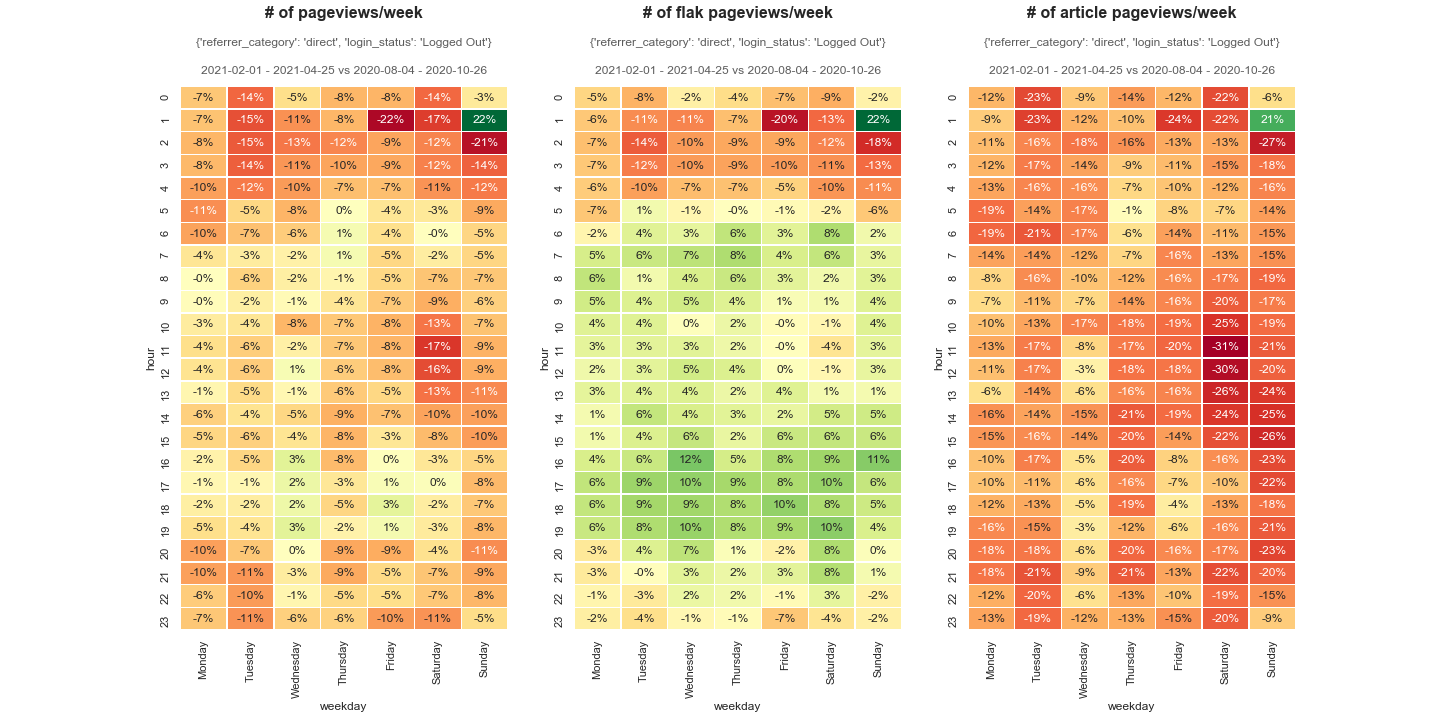 # of pageviews/week
{'referrer_category': 'direct', 'login_status': 'Logged Out'}
2021-02-01 - 2021-04-25 vs 2020-08-04 - 2020-10-26
0 -7% -14% -5% -8% -8% -14% -3%
1 -7% -15% -11% -8% -22% -17% 22%
2 -8% -15% -13% -12% -9% -12% -21%
3 -8% -14% -11% -10% -9% -12% -14%
4 -10% -12% -10% -7% -7% -11% -12%
5 -11% -5% -8% 0% -4% -3% -9%
6 -10% -7% -6% 1% -4% -0% -5%
7 -4% -3% -2% 1% -5% -2% -5%
8 -0% -6% -2% -1% -5% -7% -7%
9 -0% -2% -1% -4% -7% -9% -6%
10 -3% -4% -8% -7% -8% -13% -7%
11 -4% -6% -2% -7% -8% -17% -9%
12 -4% -6% 1% -6% -8% -16% -9%
13 -1% -5% -1% -6% -5% -13% -11%
14 -6% -4% -5% -9% -7% -10% -10%
15 -5% -6% -4% -8% -3% -8% -10%
16 -2% -5% 3% -8% 0% -3% -5%
17 -1% -1% 2% -3% 1% 0% -8%
18 -2% -2% 2% -5% 3% -2% -7%
19 -5% -4% 3% -2% 1% -3% -8%
20 -10% -7% 0% -9% -9% -4% -11%
21 -10% -11% -3% -9% -5% -7% -9%
22 -6% -10% -1% -5% -5% -7% -8%
23 -7% -11% -6% -6% -10% -11% -5%
hour
Monday Tuesday Wednesday Thursday Friday Saturday Sunday
weekday
# of flak pageviews/week
{'referrer_category': 'direct', 'login_status': 'Logged Out'}
2021-02-01 - 2021-04-25 vs 2020-08-04 - 2020-10-26
0 -5% -8% -2% -4% -7% -9% -2%
1 -6% -11% -11% -7% -20% -13% 22%
2 -7% -14% -10% -9% -9% -12% -18%
3 -7% -12% -10% -9% -10% -11% -13%
4 -6% -10% -7% -7% -5% -10% -11%
5 -7% 1% -1% -0% -1% -2% -6%
6 -2% 4% 3% 6% 3% 8% 2%
7 5% 6% 7% 8% 4% 6% 3%
8 6% 1% 4% 6% 3% 2% 3%
9 5% 4% 5% 4% 1% 1% 4%
10 4% 4% 0% 2% -0% -1% 4%
11 3% 3% 3% 2% -0% -4% 3%
12 2% 3% 5% 4% 0% -1% 3%
13 3% 4% 4% 2% 4% 1% 1%
14 1% 6% 4% 3% 2% 5% 5%
15 1% 4% 6% 2% 6% 6% 6%
16 4% 6% 12% 5% 8% 9% 11%
17 6% 9% 10% 9% 8% 10% 6%
18 6% 9% 9% 8% 10% 8% 5%
19 6% 8% 10% 8% 9% 10% 4%
20 -3% 4% 7% 1% -2% 8% 0%
21 -3% -0% 3% 2% 3% 8% 1%
22 -1% -3% 2% 2% -1% 3% -2%
23 -2% -4% -1% -1% -7% -4% -2%
hour
Monday Tuesday Wednesday Thursday Friday Saturday Sunday
weekday
# of article pageviews/week
{'referrer_category': 'direct', 'login_status': 'Logged Out'}
2021-02-01 - 2021-04-25 vs 2020-08-04 - 2020-10-26
0 -12% -23% -9% -14% -12% -22% -6%
1 -9% -23% -12% -10% -24% -22% 21%
2 -11% -16% -18% -16% -13% -13% -27%
3 -12% -17% -14% -9% -11% -15% -18%
4 -13% -16% -16% -7% -10% -12% -16%
5 -19% -14% -17% -1% -8% -7% -14%
6 -19% -21% -17% -6% -14% -11% -15%
7 -14% -14% -12% -7% -16% -13% -15%
8 -8% -16% -10% -12% -16% -17% -19%
9 -7% -11% -7% -14% -16% -20% -17%
10 -10% -13% -17% -18% -19% -25% -19%
11 -13% -17% -8% -17% -20% -31% -21%
12 -11% -17% -3% -18% -18% -30% -20%
13 -6% -14% -6% -16% -16% -26% -24%
14 -16% -14% -15% -21% -19% -24% -25%
15 -15% -16% -14% -20% -14% -22% -26%
16 -10% -17% -5% -20% -8% -16% -23%
17 -10% -11% -6% -16% -7% -10% -22%
18 -12% -13% -5% -19% -4% -13% -18%
19 -16% -15% -3% -12% -6% -16% -21%
20 -18% -18% -6% -20% -16% -17% -23%
21 -18% -21% -9% -21% -13% -22% -20%
22 -12% -20% -6% -13% -10% -19% -15%
23 -13% -19% -12% -13% -15% -20% -9%
hour
Monday Tuesday Wednesday Thursday Friday Saturday Sunday
weekday